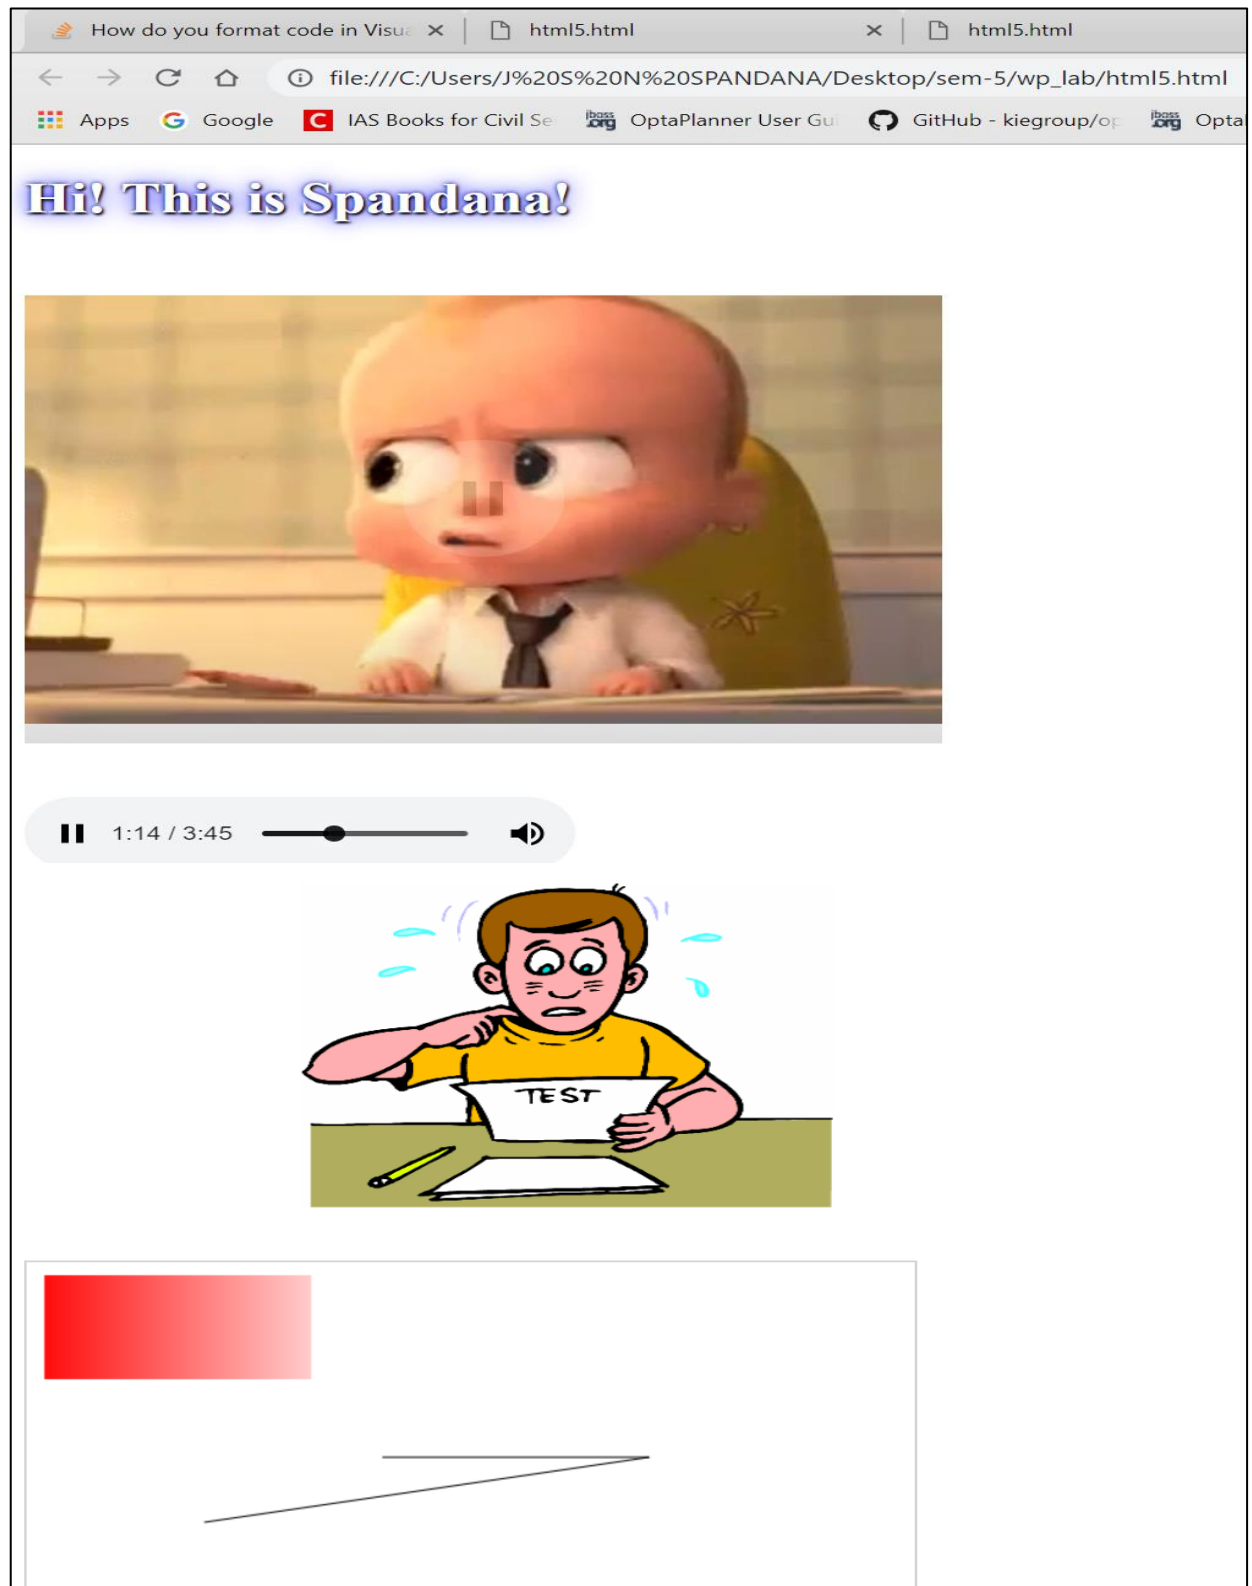 How do you format code in Visu
html5.html
html5.html
file:///C:/Users/J%20S%20N%20SPANDANA/Desktop/sem-5/wp_lab/html5.html
Apps Google IAS Books for Civil Se OptaPlanner User Gui GitHub - kiegroup/op Opta
Hi! This is Spandana!
1:14 / 3:45
TEST